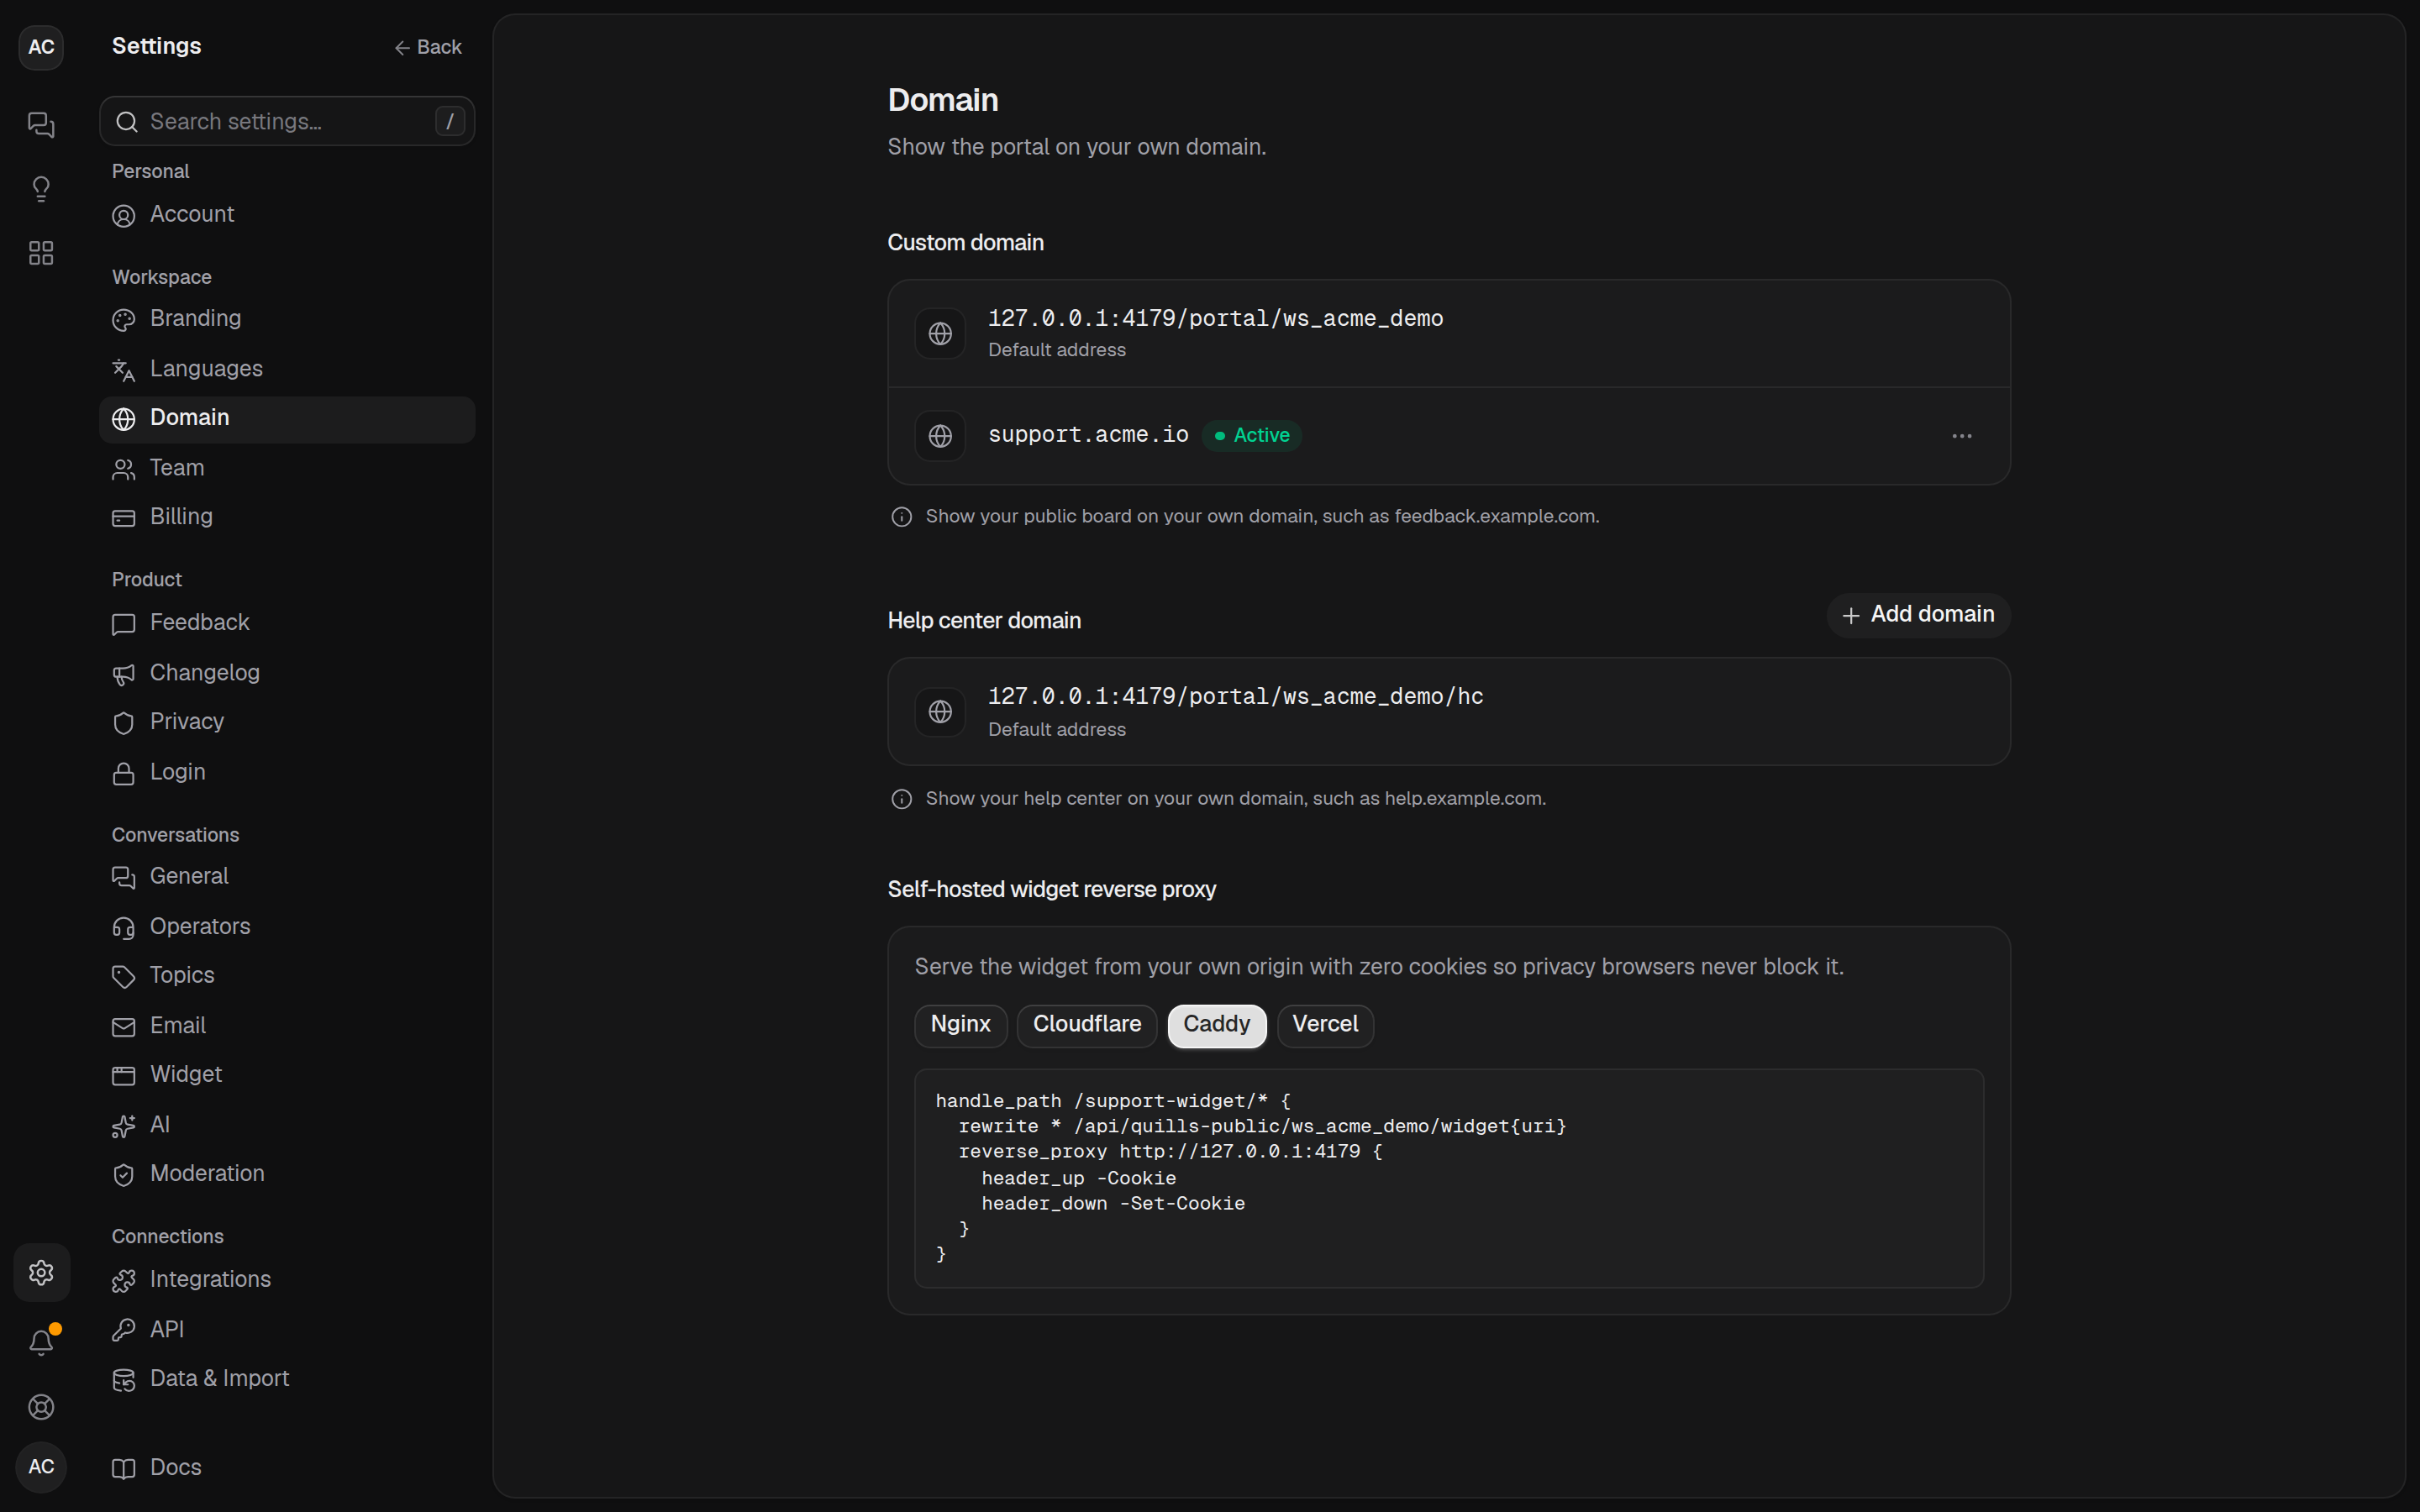 AC
Settings
Back
Search settings...
/
Personal
Account
Workspace
Branding
Languages
Domain
Team
Billing
Product
Feedback
Changelog
Privacy
Login
Conversations
General
Operators
Topics
Email
Widget
AI
Moderation
Connections
Integrations
API
Data & Import
Docs
AC
Domain
Show the portal on your own domain.
Custom domain
127.0.0.1:4179/portal/ws_acme_demo
Default address
support.acme.io
Active
Show your public board on your own domain, such as feedback.example.com.
Help center domain
Add domain
127.0.0.1:4179/portal/ws_acme_demo/hc
Default address
Show your help center on your own domain, such as help.example.com.
Self-hosted widget reverse proxy
Serve the widget from your own origin with zero cookies so privacy browsers never block it.
Nginx
Cloudflare
Caddy
Vercel
handle_path /support-widget/* {
  rewrite * /api/quills-public/ws_acme_demo/widget{uri}
  reverse_proxy http://127.0.0.1:4179 {
    header_up -Cookie
    header_down -Set-Cookie
  }
}